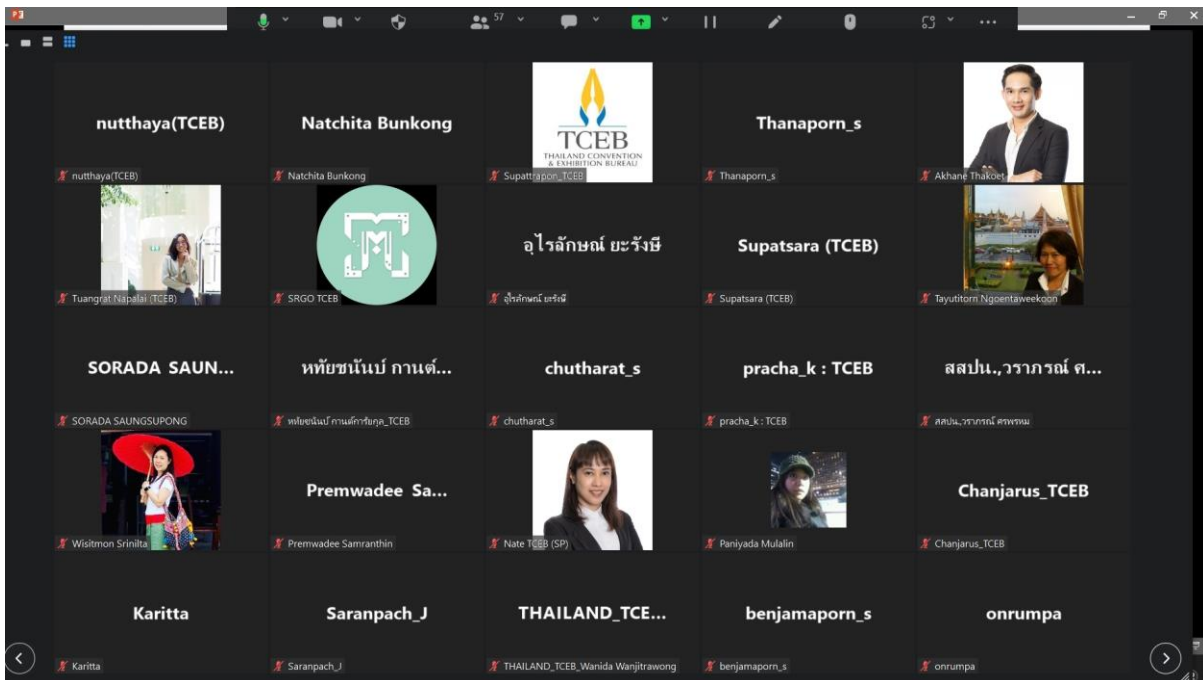 57
nutthaya(TCEB)
nutthaya(TCEB)
Natchita Bunkong
Natchita Bunkong
TCEB
THAILAND CONVENTION
& EXHIBITION BUREAU
Supattrapon_TCEB
Thanaporn_s
Thanaporn_s
Akhane Thakoet
Tuangrat Napalai (TCEB)
SRGO TCEB
อุไรลักษณ์ ยะรังษี
อุไรลักษณ์ ยะรังษี
Supatsara (TCEB)
Supatsara (TCEB)
Tayutitorn Ngoentaweekoon
SORADA SAUN...
SORADA SAUNGSUPONG
หทัยชนันบ์ กานต์...
หทัยชนันบ์ กานต์การัยกุล_TCEB
chutharat_s
chutharat_s
pracha_k : TCEB
pracha_k : TCEB
สสปน.,วราภรณ์ ศ...
สสปน.,วราภรณ์ ศรพรหม
Wisitmon Srinilta
Premwadee Sa...
Premwadee Samranthin
Nate TCEB (SP)
Paniyada Mulalin
Chanjarus_TCEB
Chanjarus_TCEB
Karitta
Karitta
Saranpach_J
Saranpach_J
THAILAND_TCE...
THAILAND_TCEB_Wanida Wanjitrawong
benjamaporn_s
benjamaporn_s
onrumpa
onrumpa